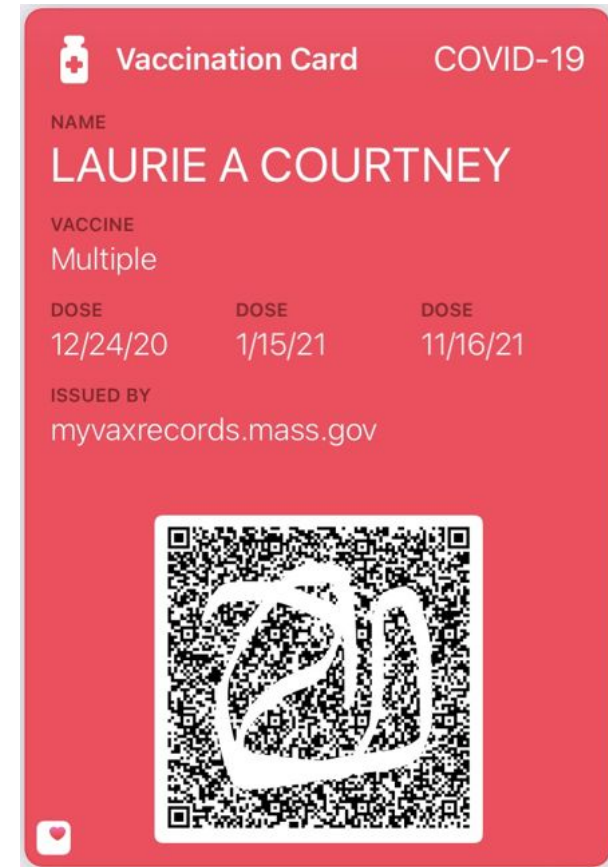 Vaccination Card COVID-19
NAME
LAURIE A COURTNEY
VACCINE
Multiple
DOSE DOSE DOSE
12/24/20 1/15/21 11/16/21
ISSUED BY
myvaxrecords.mass.gov